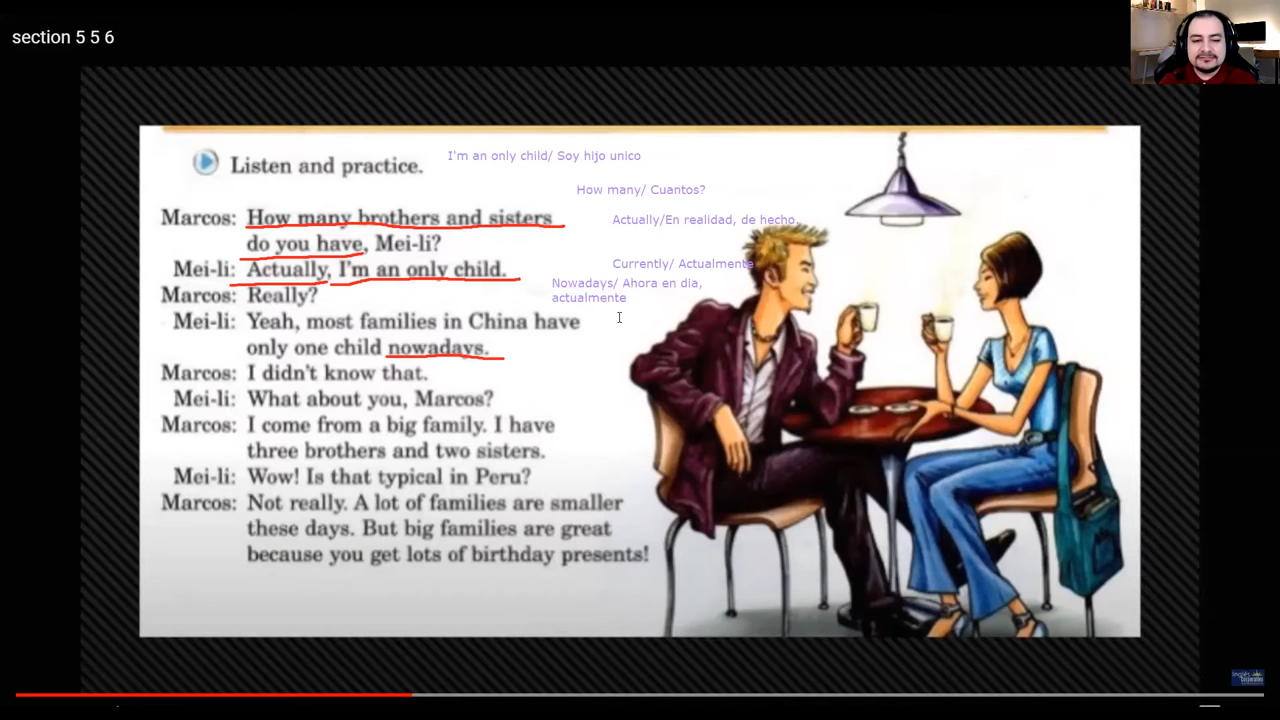 section 5 5 6
Listen and practice.
I'm an only child/ Soy hijo unico
How many/ Cuantos?
Marcos: How many brothers and sisters
do you have, Mei-li?
Actually/En realidad, de hecho.
Mei-li: Actually, I'm an only child.
Currently/ Actualmente
Marcos: Really?
Nowadays/ Ahora en dia,
actualmente
Mei-li: Yeah, most families in China have
only one child nowadays.
Marcos: I didn't know that.
Mei-li: What about you, Marcos?
Marcos: I come from a big family. I have
three brothers and two sisters.
Mei-li: Wow! Is that typical in Peru?
Marcos: Not really. A lot of families are smaller
these days. But big families are great
because you get lots of birthday presents!